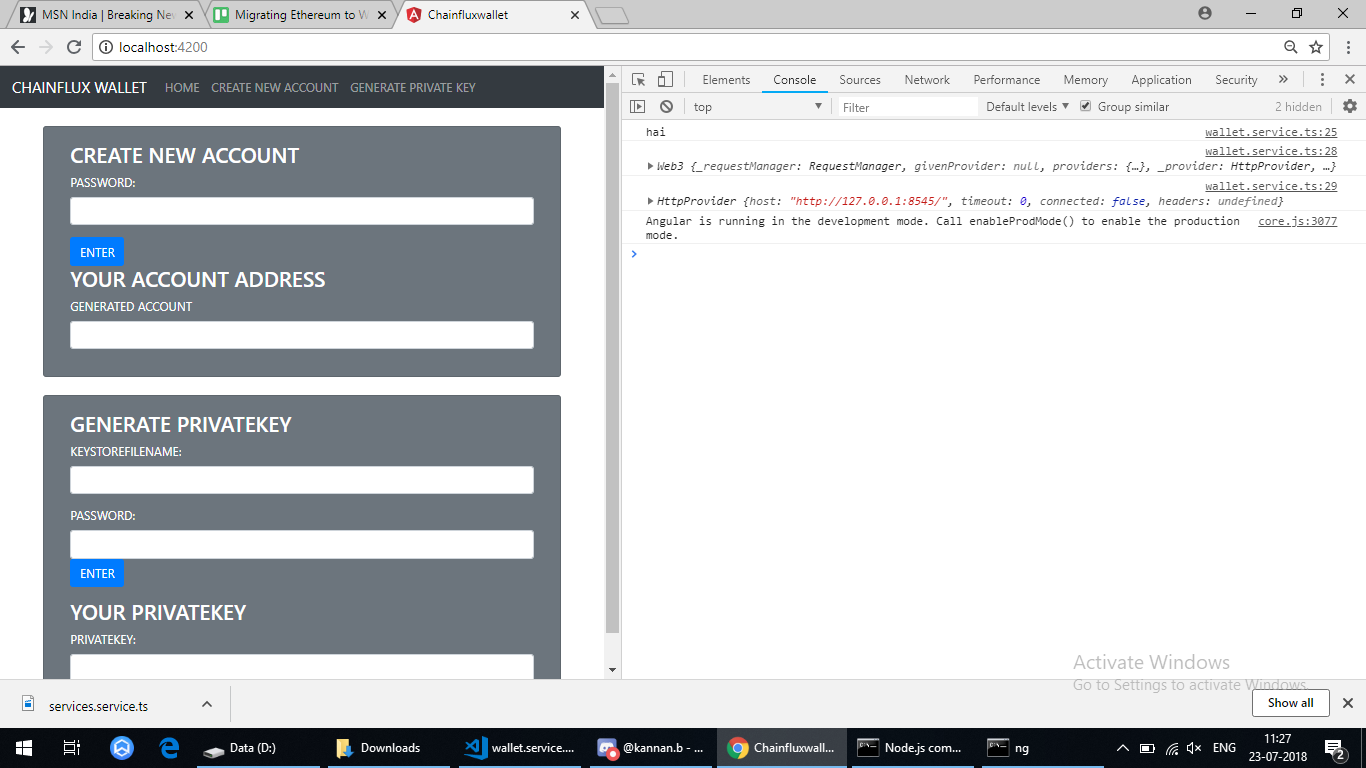 MSN India | Breaking Nev
Migrating Ethereum to W
Chainfluxwallet
localhost:4200
CHAINFLUX WALLET HOME CREATE NEW ACCOUNT GENERATE PRIVATE KEY
CREATE NEW ACCOUNT
PASSWORD:
ENTER
YOUR ACCOUNT ADDRESS
GENERATED ACCOUNT
GENERATE PRIVATEKEY
KEYSTOREFILENAME:
PASSWORD:
ENTER
YOUR PRIVATEKEY
PRIVATEKEY:
Elements Console Sources Network Performance Memory Application Security »
top Filter Default levels Group similar 2 hidden
hai wallet.service.ts:25
wallet.service.ts:28
Web3 {_requestManager: RequestManager, givenProvider: null, providers: {…}, _provider: HttpProvider, …}
wallet.service.ts:29
HttpProvider {host: "http://127.0.0.1:8545/", timeout: 0, connected: false, headers: undefined}
Angular is running in the development mode. Call enableProdMode() to enable the production core.js:3077
mode.
Activate Windows
Go to Settings to activate Windows.
services.service.ts
Show all
Data (D:) Downloads wallet.service.... @kannan.b - ... Chainfluxwall... Node.js com... ng
ENG 11:27
23-07-2018
2